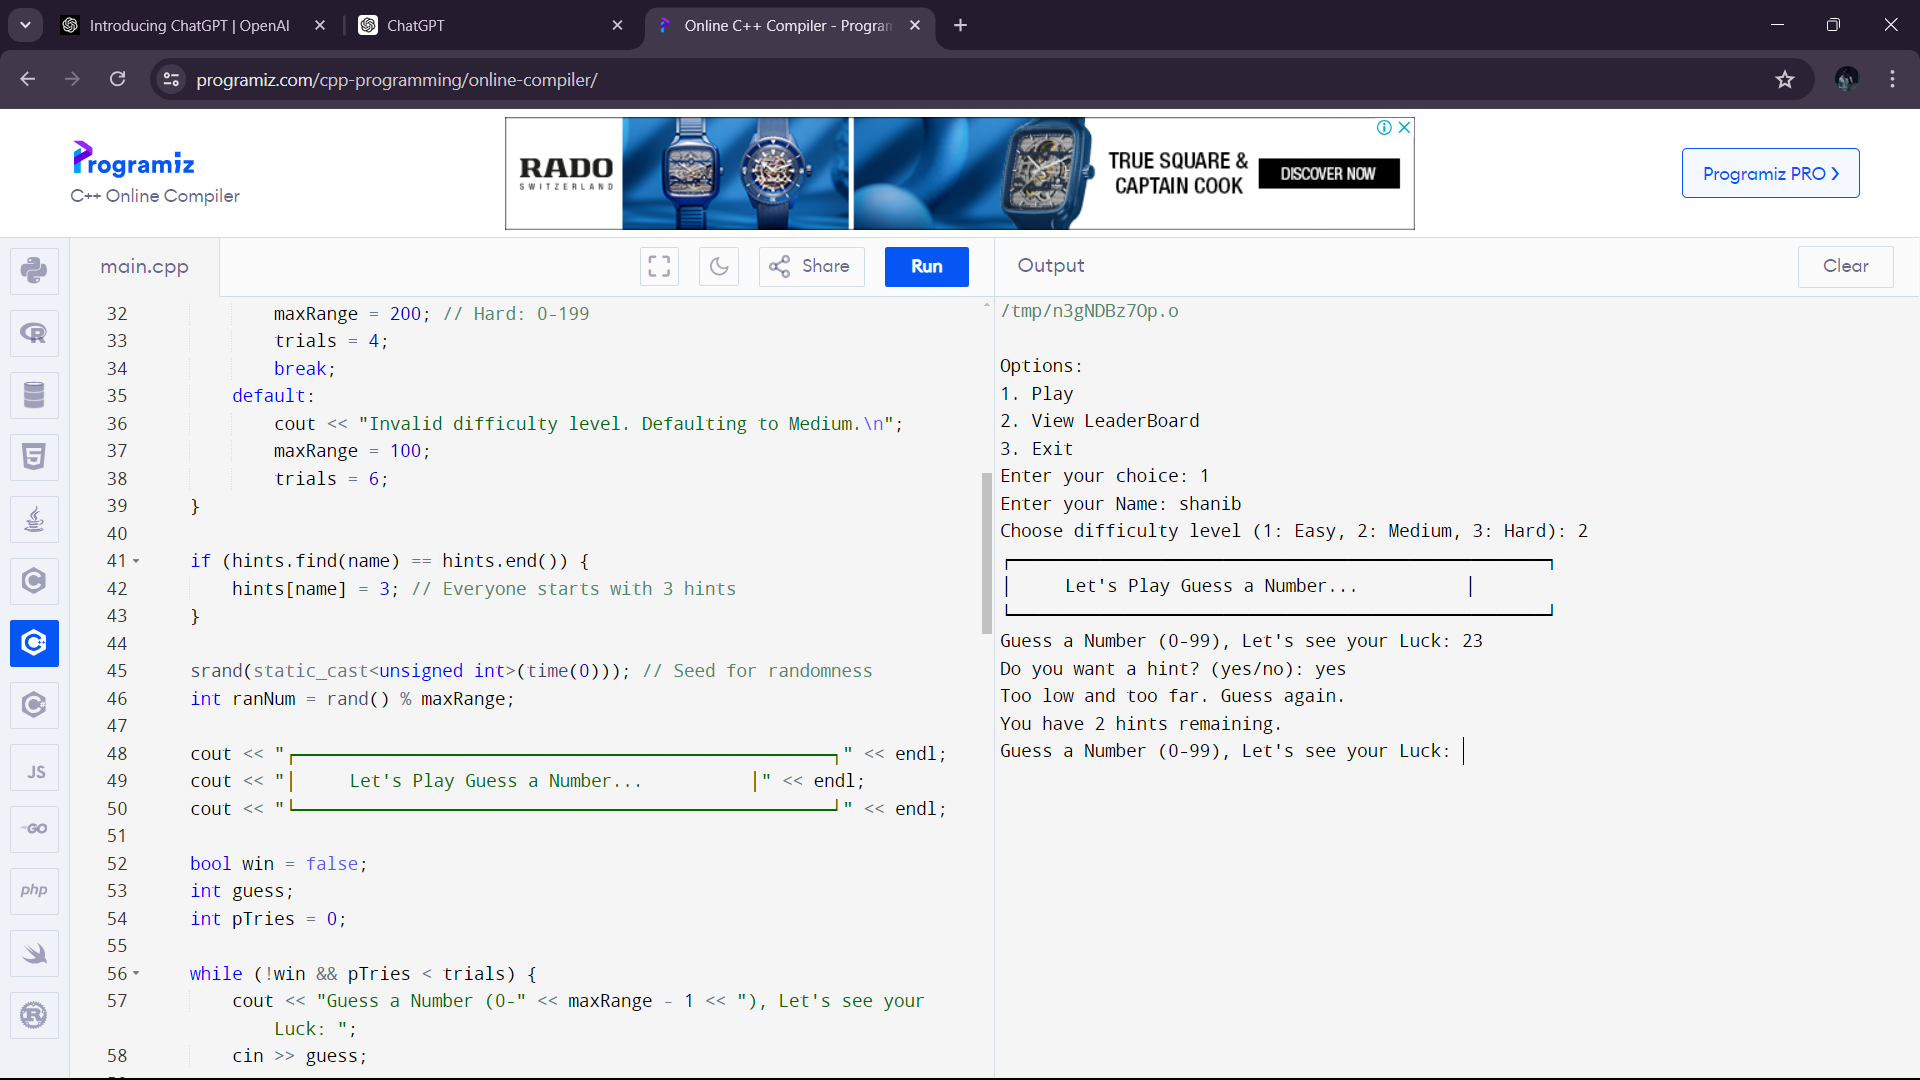 Introducing ChatGPT | OpenAI
ChatGPT
Online C++ Compiler - Program
programiz.com/cpp-programming/online-compiler/
Programiz
C++ Online Compiler
RADO
SWITZERLAND
TRUE SQUARE &
CAPTAIN COOK
DISCOVER NOW
Programiz PRO
main.cpp
Share
Run
Output
Clear
32 maxRange = 200; // Hard: 0-199
33 trials = 4;
34 break;
35 default:
36 cout << "Invalid difficulty level. Defaulting to Medium.\n";
37 maxRange = 100;
38 trials = 6;
39 }
40
41 if (hints.find(name) == hints.end()) {
42 hints[name] = 3; // Everyone starts with 3 hints
43 }
44
45 srand(static_cast<unsigned int>(time(0))); // Seed for randomness
46 int ranNum = rand() % maxRange;
47
48 cout << "┌────────────────────────────────────────────────────┐" << endl;
49 cout << "│     Let's Play Guess a Number...          │" << endl;
50 cout << "└────────────────────────────────────────────────────┘" << endl;
51
52 bool win = false;
53 int guess;
54 int pTries = 0;
55
56 while (!win && pTries < trials) {
57 cout << "Guess a Number (0-" << maxRange - 1 << "), Let's see your
Luck: ";
58 cin >> guess;
/tmp/n3gNDBz7Op.o
Options:
1. Play
2. View LeaderBoard
3. Exit
Enter your choice: 1
Enter your Name: shanib
Choose difficulty level (1: Easy, 2: Medium, 3: Hard): 2
┌────────────────────────────────────────────────────┐
│     Let's Play Guess a Number...          │
└────────────────────────────────────────────────────┘
Guess a Number (0-99), Let's see your Luck: 23
Do you want a hint? (yes/no): yes
Too low and too far. Guess again.
You have 2 hints remaining.
Guess a Number (0-99), Let's see your Luck:
R
5
C
C++
C#
JS
GO
php
R